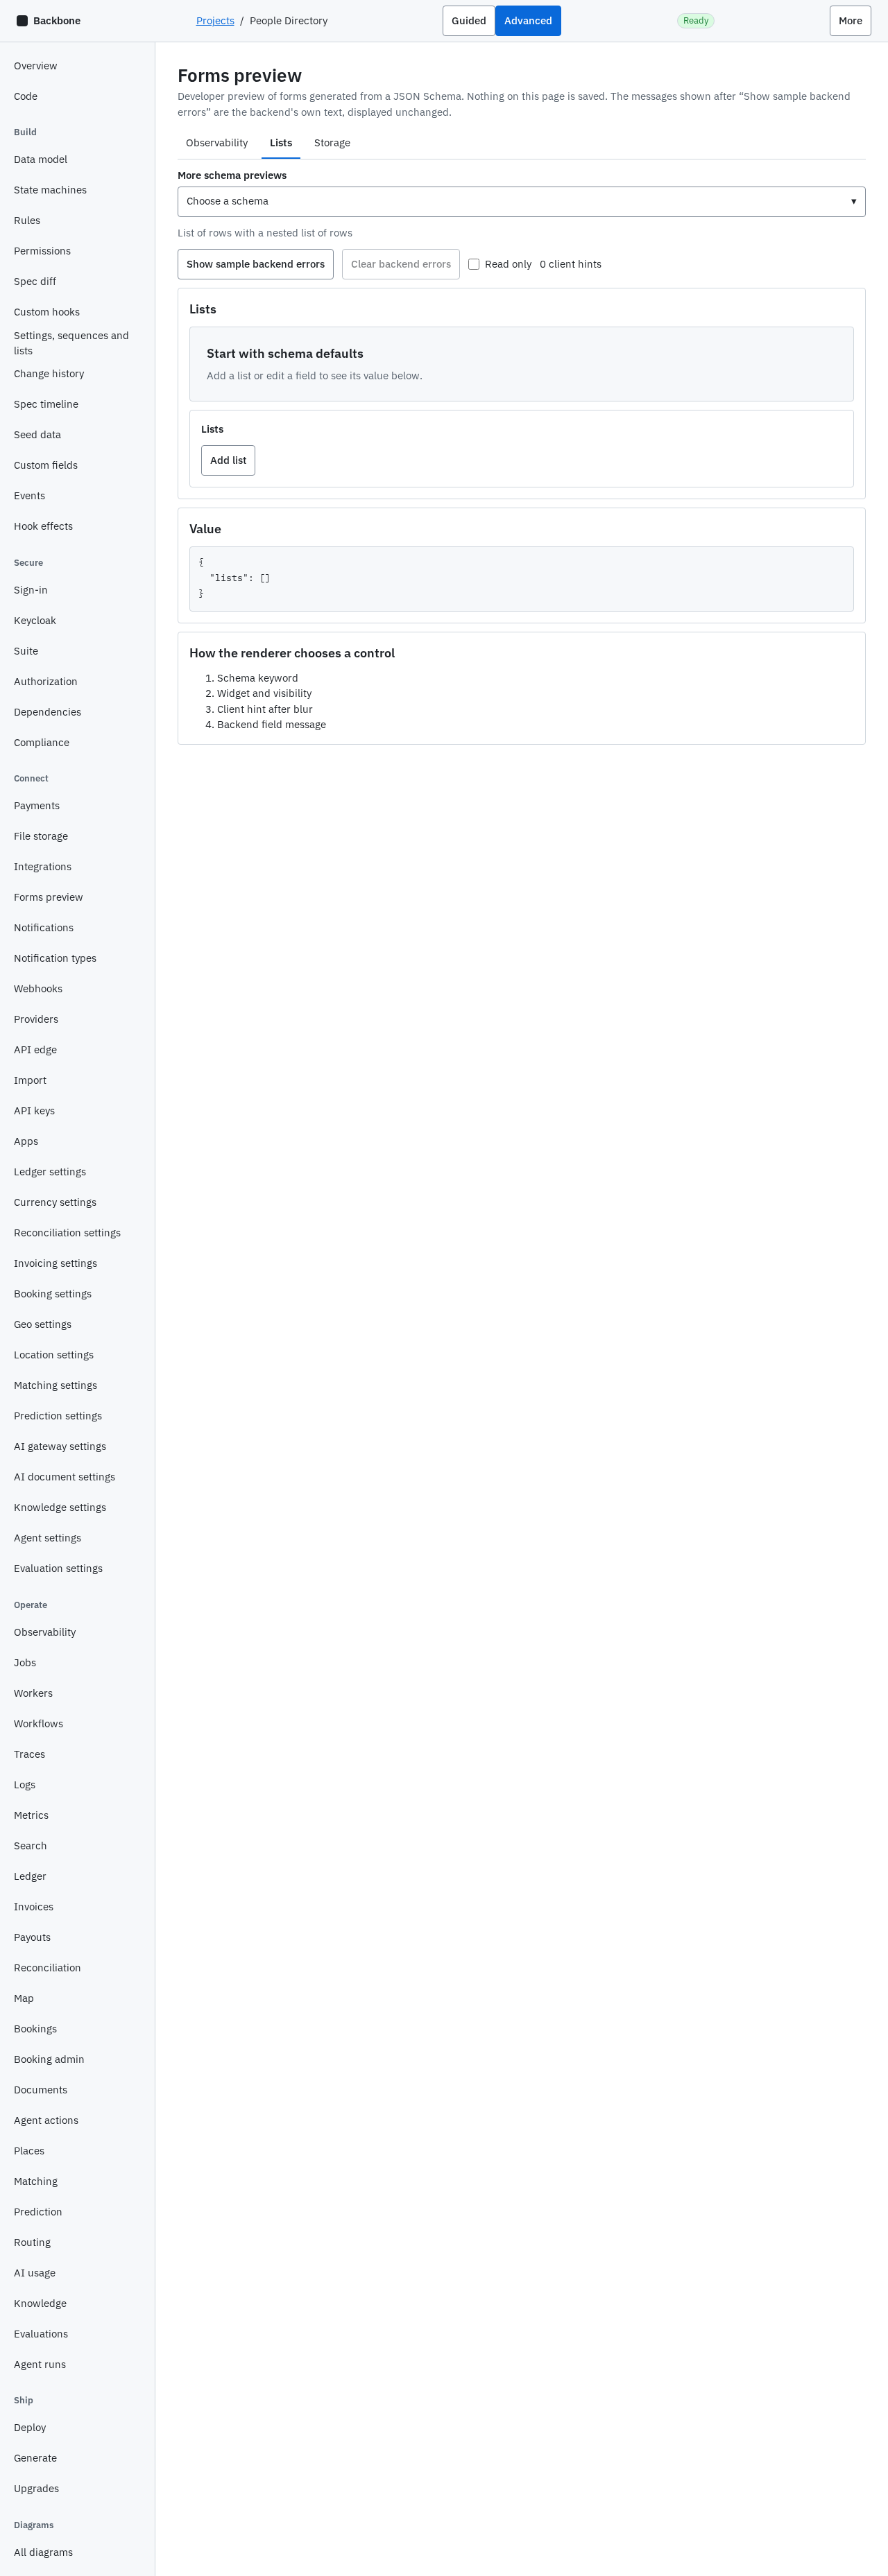 Backbone
Projects / People Directory
Guided
Advanced
Ready
More
Overview
Code
Build
Data model
State machines
Rules
Permissions
Spec diff
Custom hooks
Settings, sequences and
lists
Change history
Spec timeline
Seed data
Custom fields
Events
Hook effects
Secure
Sign-in
Keycloak
Suite
Authorization
Dependencies
Compliance
Connect
Payments
File storage
Integrations
Forms preview
Notifications
Notification types
Webhooks
Providers
API edge
Import
API keys
Apps
Ledger settings
Currency settings
Reconciliation settings
Invoicing settings
Booking settings
Geo settings
Location settings
Matching settings
Prediction settings
AI gateway settings
AI document settings
Knowledge settings
Agent settings
Evaluation settings
Operate
Observability
Jobs
Workers
Workflows
Traces
Logs
Metrics
Search
Ledger
Invoices
Payouts
Reconciliation
Map
Bookings
Booking admin
Documents
Agent actions
Places
Matching
Prediction
Routing
AI usage
Knowledge
Evaluations
Agent runs
Ship
Deploy
Generate
Upgrades
Diagrams
All diagrams
Forms preview
Developer preview of forms generated from a JSON Schema. Nothing on this page is saved. The messages shown after “Show sample backend
errors” are the backend's own text, displayed unchanged.
Observability
Lists
Storage
More schema previews
Choose a schema
List of rows with a nested list of rows
Show sample backend errors
Clear backend errors
Read only
0 client hints
Lists
Start with schema defaults
Add a list or edit a field to see its value below.
Lists
Add list
Value
{
"lists": []
}
How the renderer chooses a control
1. Schema keyword
2. Widget and visibility
3. Client hint after blur
4. Backend field message